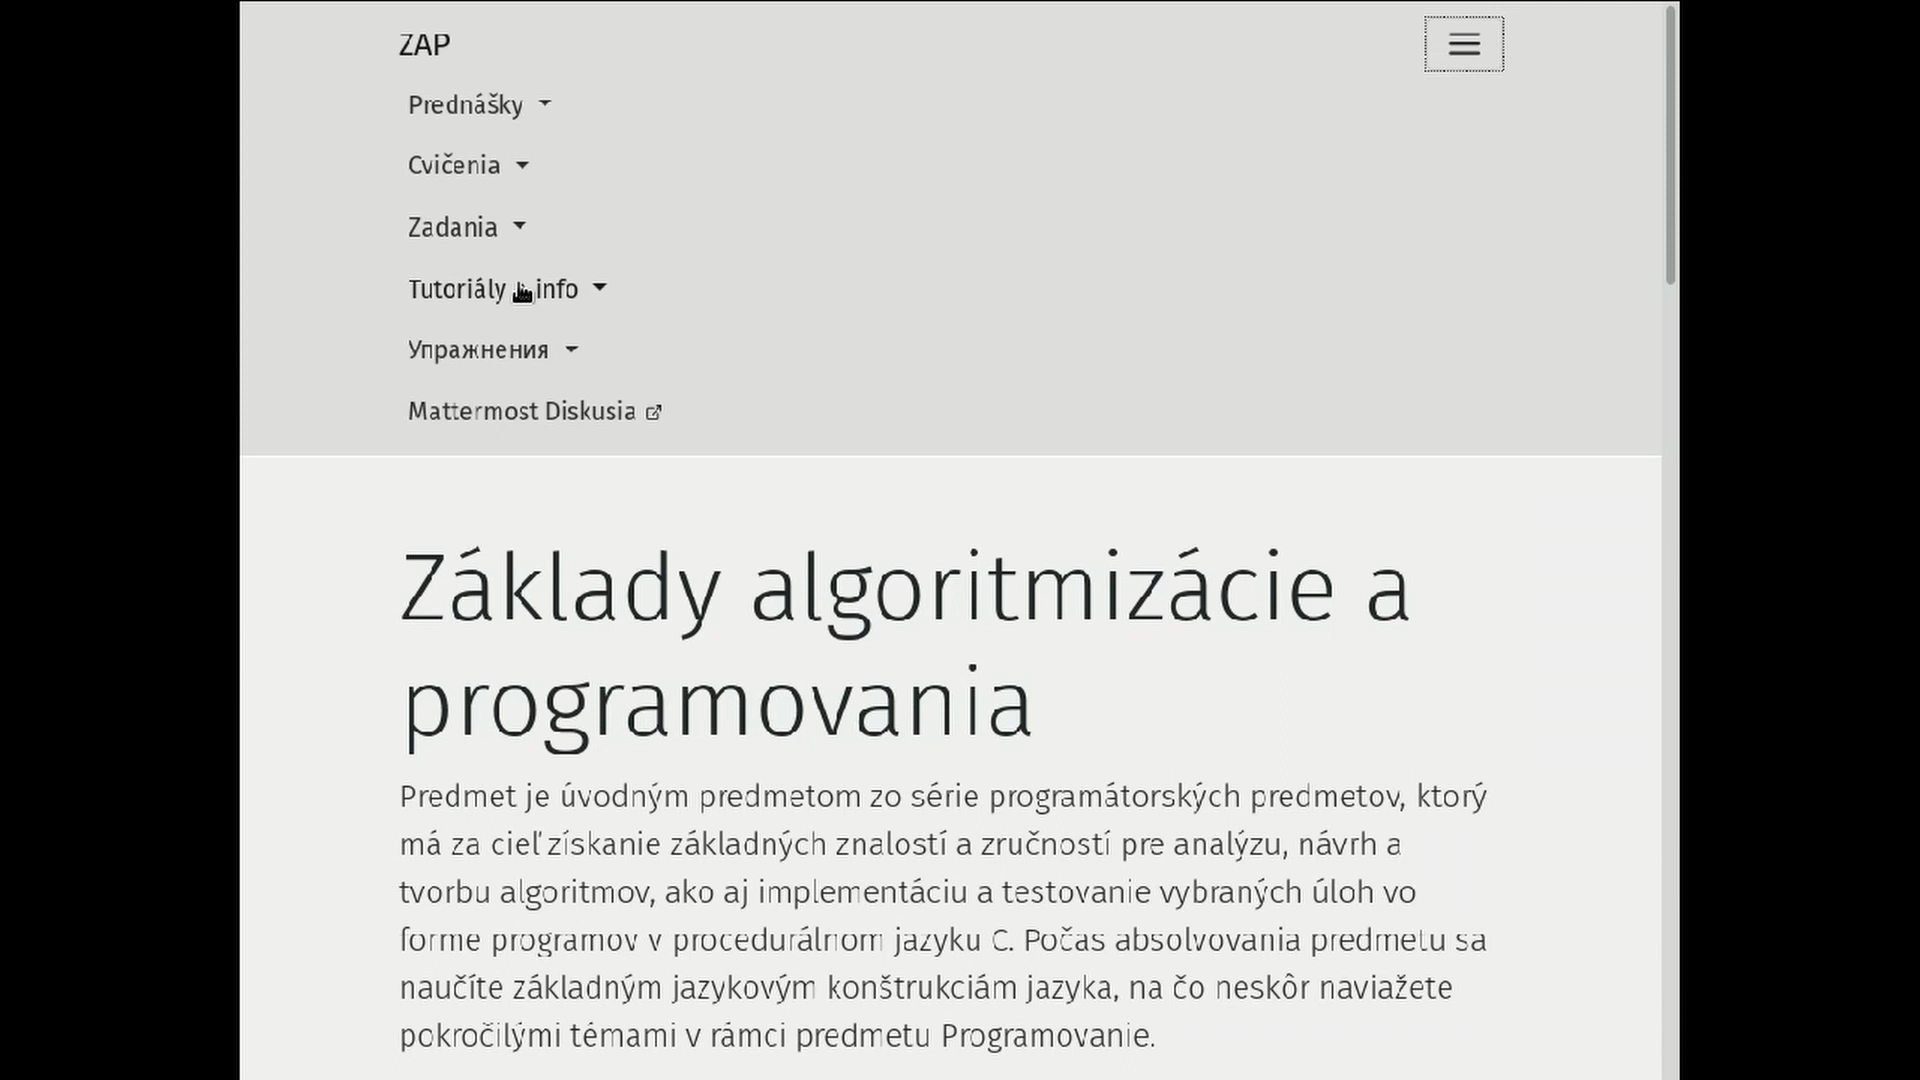 ZAP
Prednášky
Cvičenia
Zadania
Tutoriály info
Упражнения
Mattermost Diskusia
Základy algoritmizácie a
programovania
Predmet je úvodným predmetom zo série programátorských predmetov, ktorý
má za cieľ získanie základných znalostí a zručností pre analýzu, návrh a
tvorbu algoritmov, ako aj implementáciu a testovanie vybraných úloh vo
forme programov v procedurálnom jazyku C. Počas absolvovania predmetu sa
naučíte základným jazykovým konštrukciám jazyka, na čo neskôr naviažete
pokročilými témami v rámci predmetu Programovanie.